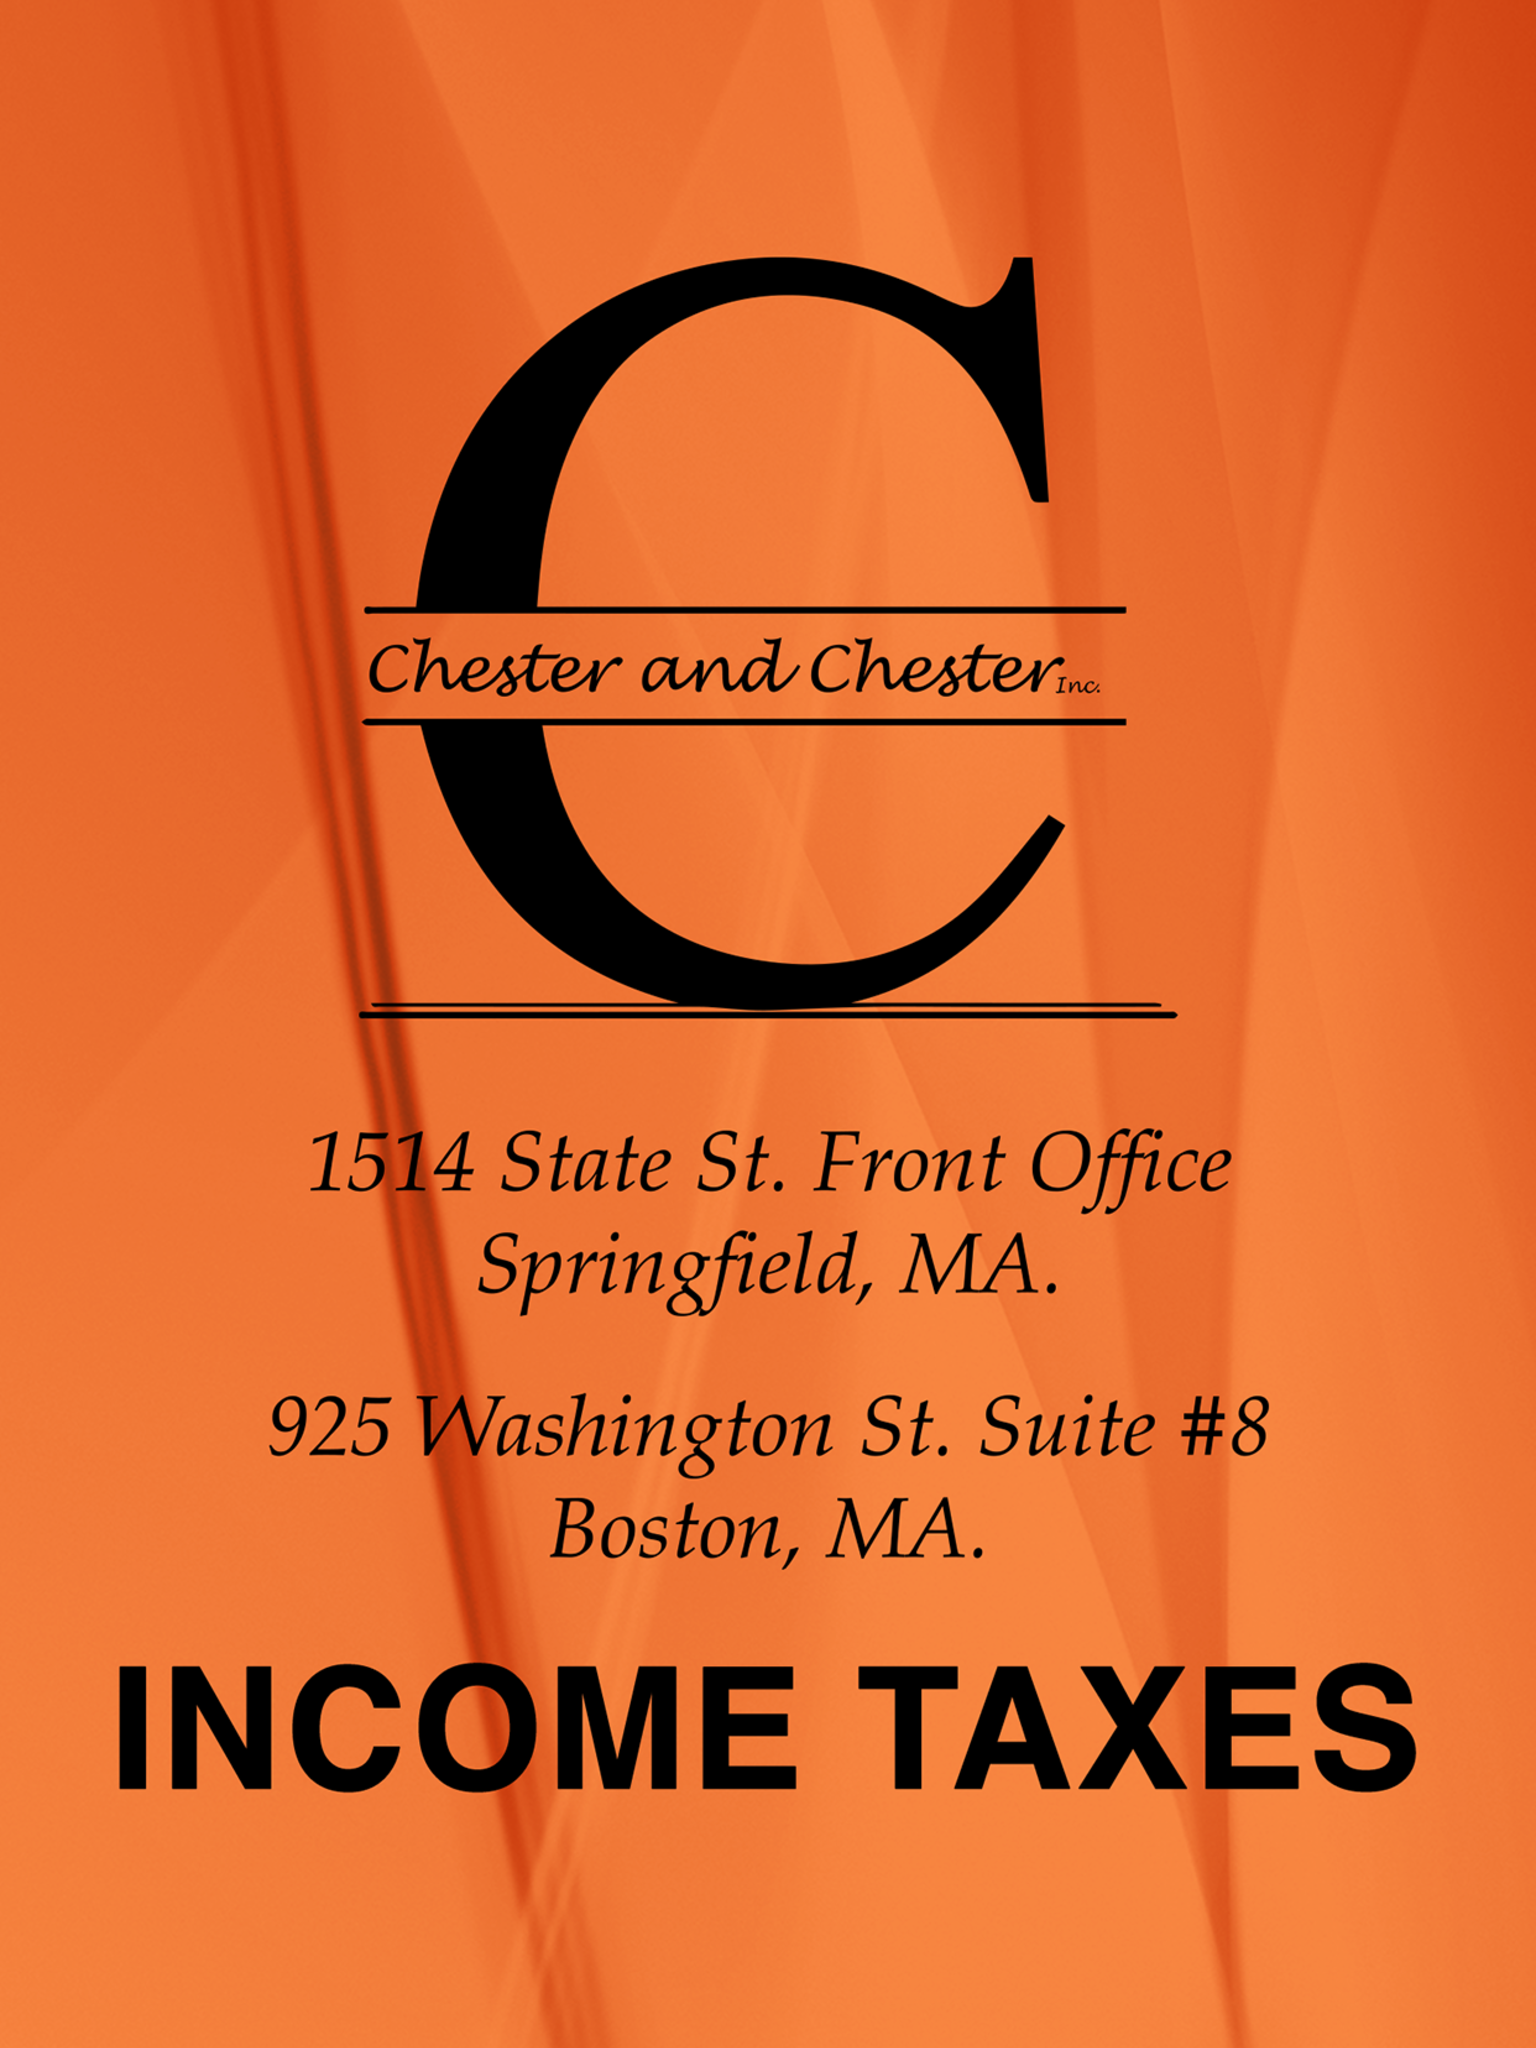 C
Chester and Chester Inc.
1514 State St. Front Office
Springfield, MA.
925 Washington St. Suite #8
Boston, MA.
INCOME TAXES